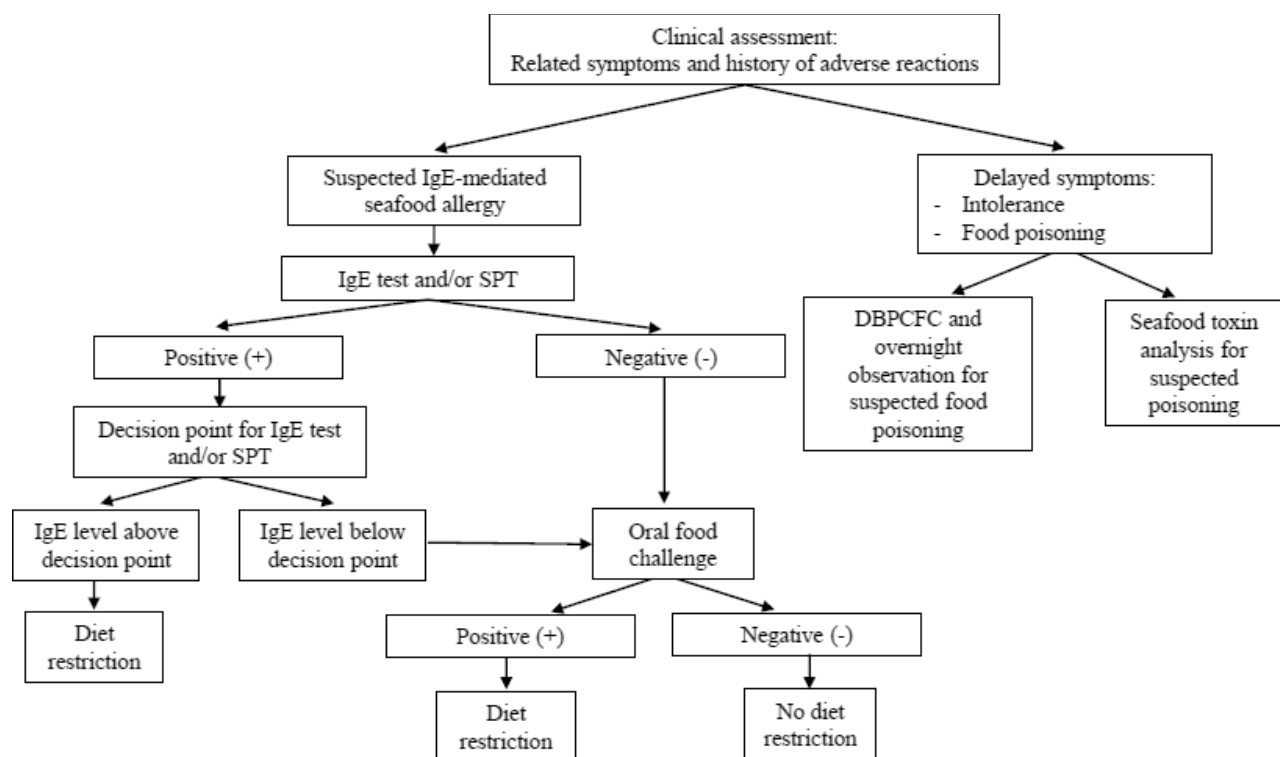 Clinical assessment:
Related symptoms and history of adverse reactions
Suspected IgE-mediated
seafood allergy
Delayed symptoms:
- Intolerance
- Food poisoning
IgE test and/or SPT
DBPCFC and
overnight
observation for
suspected food
poisoning
Seafood toxin
analysis for
suspected
poisoning
Positive (+)
Negative (-)
Decision point for IgE test
and/or SPT
IgE level above
decision point
IgE level below
decision point
Oral food
challenge
Diet
restriction
Positive (+)
Negative (-)
Diet
restriction
No diet
restriction